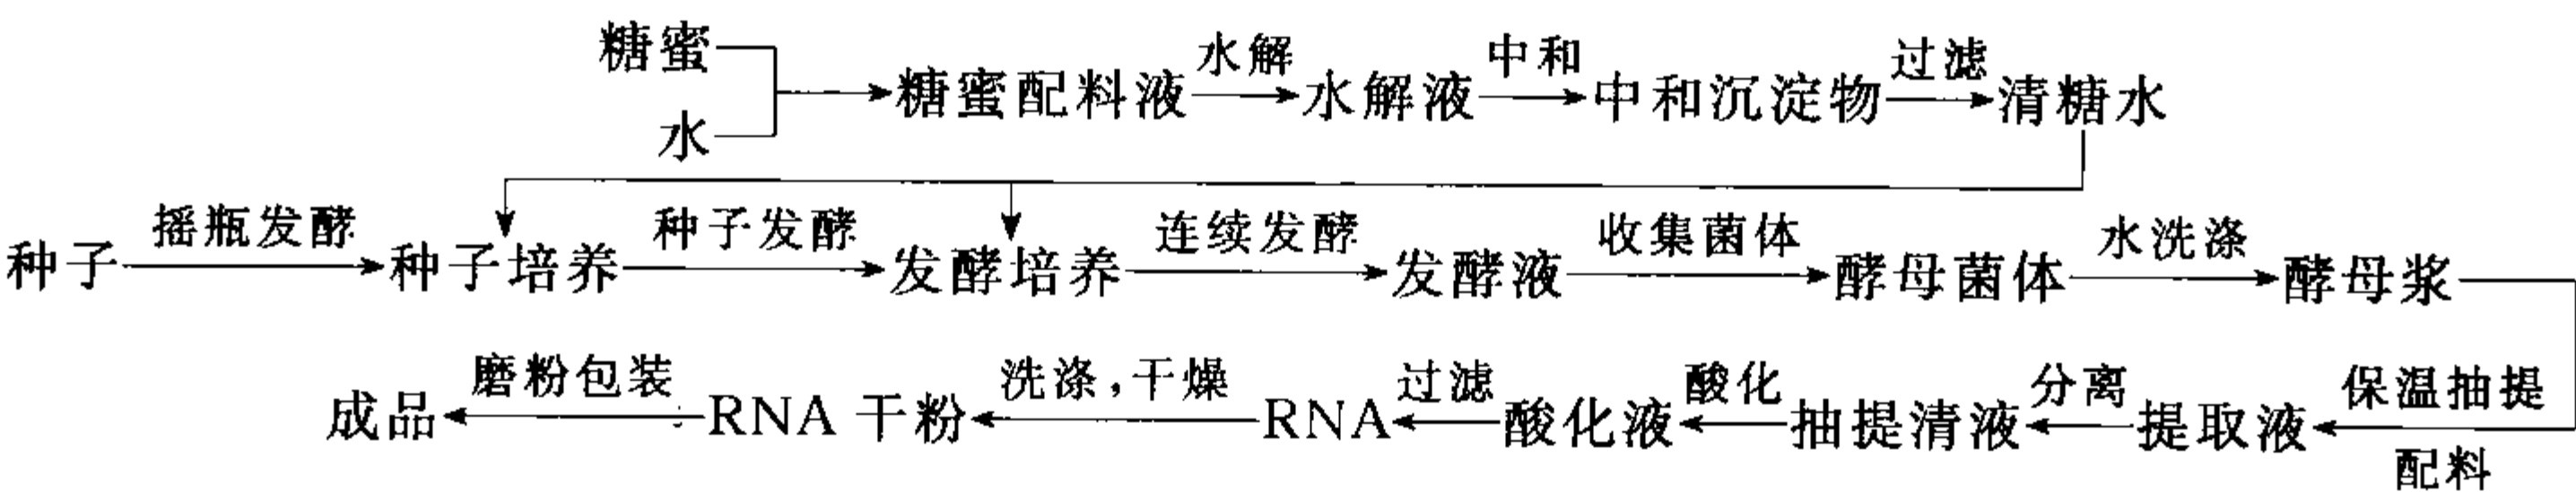 糖蜜
水
糖蜜配料液 水解 水解液 中和 中和沉淀物 过滤 清糖水
种子 摇瓶发酵 种子培养 种子发酵 发酵培养 连续发酵 发酵液 收集菌体 酵母菌体 水洗涤 酵母浆
成品 磨粉包装 RNA 干粉 洗涤,干燥 RNA 过滤 酸化液 酸化 抽提清液 分离 提取液 保温抽提
配料